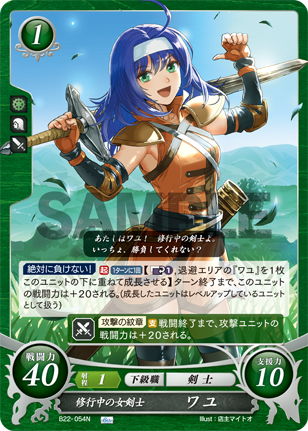 1
SAMPLE
あたしはワユ! 修行中の剣士よ。
いっちょ、勝負してくれない?
絶対に負けない! 起 1ターンに1回 【1, 退避エリアの『ワユ』を1枚
このユニットの下に重ねて成長させる】ターン終了まで、このユニット
の戦闘力は+20される。(成長したユニットはレベルアップしているユニット
として扱う)
攻撃の紋章 支 戦闘終了まで、攻撃ユニット
の戦闘力は+20される。
戦闘力 40 射程 1 下級職 剣士 支援力 10
修行中の女剣士 ワユ
B22-054N Illust:店主マイトオ